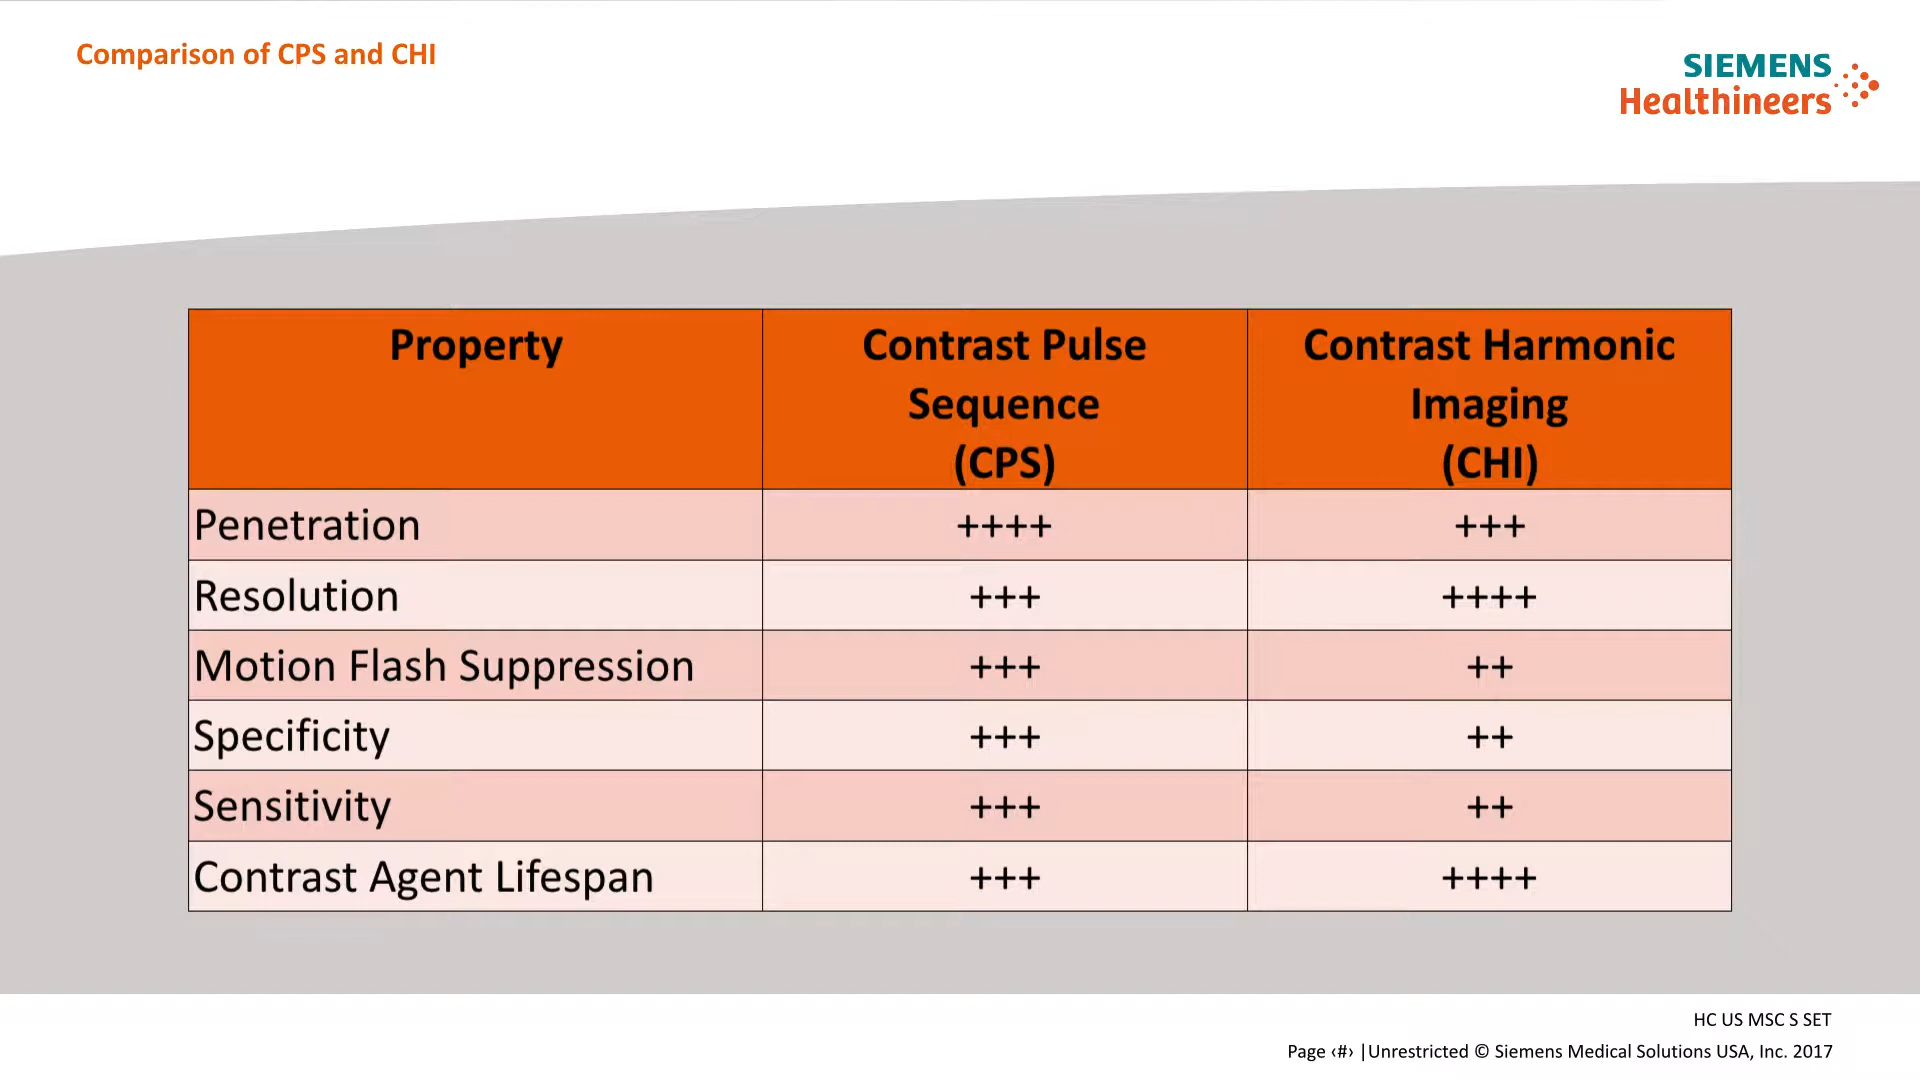 Comparison of CPS and CHI
SIEMENS
Healthineers
Property
Contrast Pulse
Sequence
(CPS)
Contrast Harmonic
Imaging
(CHI)
Penetration ++++ +++
Resolution +++ ++++
Motion Flash Suppression +++ ++
Specificity +++ ++
Sensitivity +++ ++
Contrast Agent Lifespan +++ ++++
HC US MSC S SET
Page ‹#› |Unrestricted © Siemens Medical Solutions USA, Inc. 2017